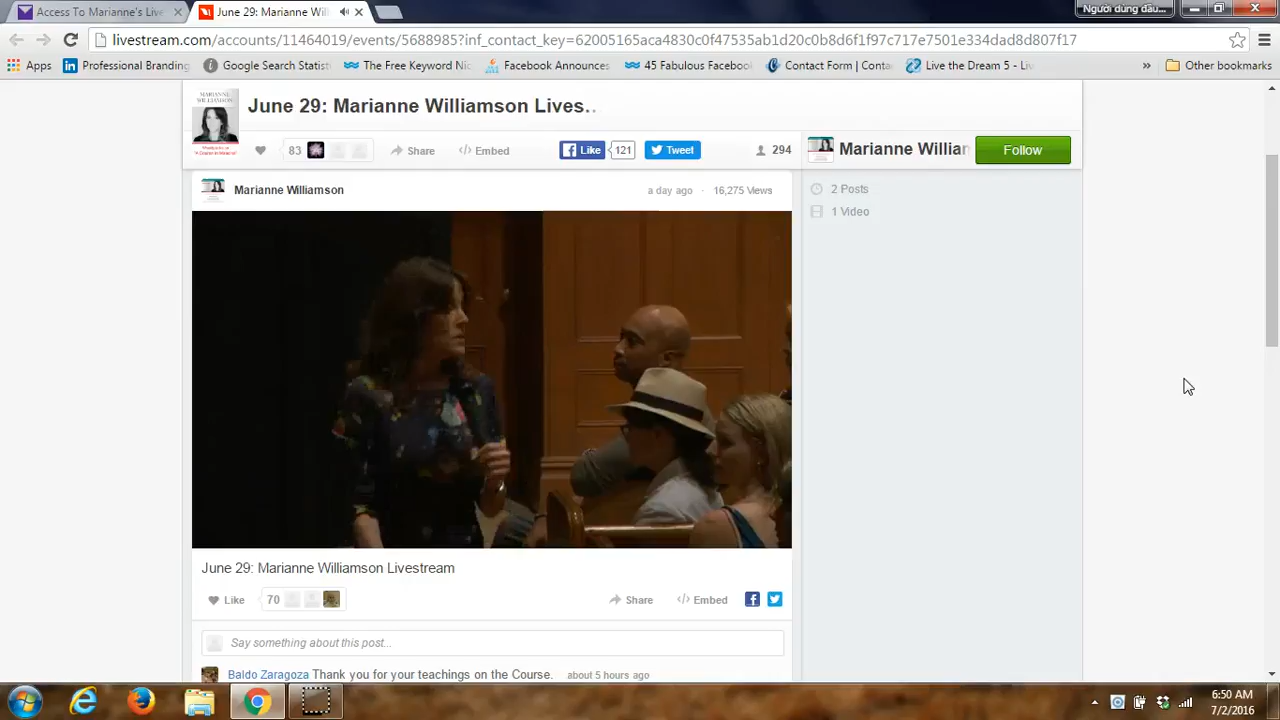 Access To Marianne's Live
June 29: Marianne Will
Người dùng đầu...
livestream.com/accounts/11464019/events/5688985?inf_contact_key=62005165aca4830c0f47535ab1d20c0b8d6f1f97c717e7501e334dad8d807f17
Apps Professional Branding Google Search Statist The Free Keyword Nic Facebook Announces 45 Fabulous Facebook Contact Form | Conta Live the Dream 5 - Liv » Other bookmarks
MARIANNE WILLIAMSON
June 29: Marianne Williamson Lives..
83 Share </> Embed Like 121 Tweet 294
Marianne Willian Follow
Marianne Williamson a day ago · 16,275 Views
2 Posts
1 Video
June 29: Marianne Williamson Livestream
Like 70 Share </> Embed
Say something about this post...
Baldo Zaragoza Thank you for your teachings on the Course. about 5 hours ago
6:50 AM
7/2/2016